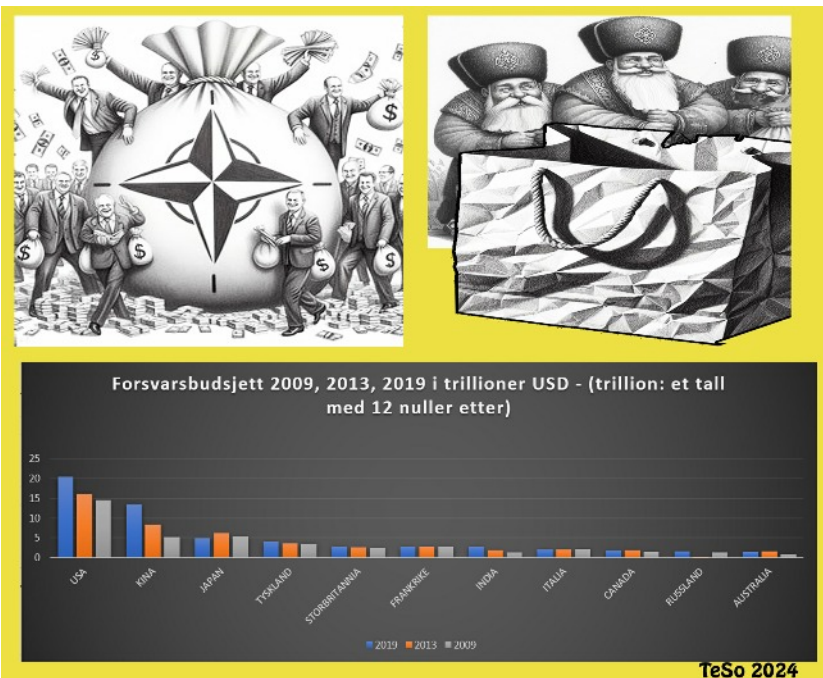 $
$
$
$
Forsvarsbudsjett 2009, 2013, 2019 i trillioner USD - (trillion: et tall
med 12 nuller etter)
25
20
15
10
5
0
USA
KINA
JAPAN
TYSKLAND
STORBRITANNIA
FRANKRIKE
INDIA
ITALIA
CANADA
RUSSLAND
AUSTRALIA
2019 2013 2009
TeSo 2024